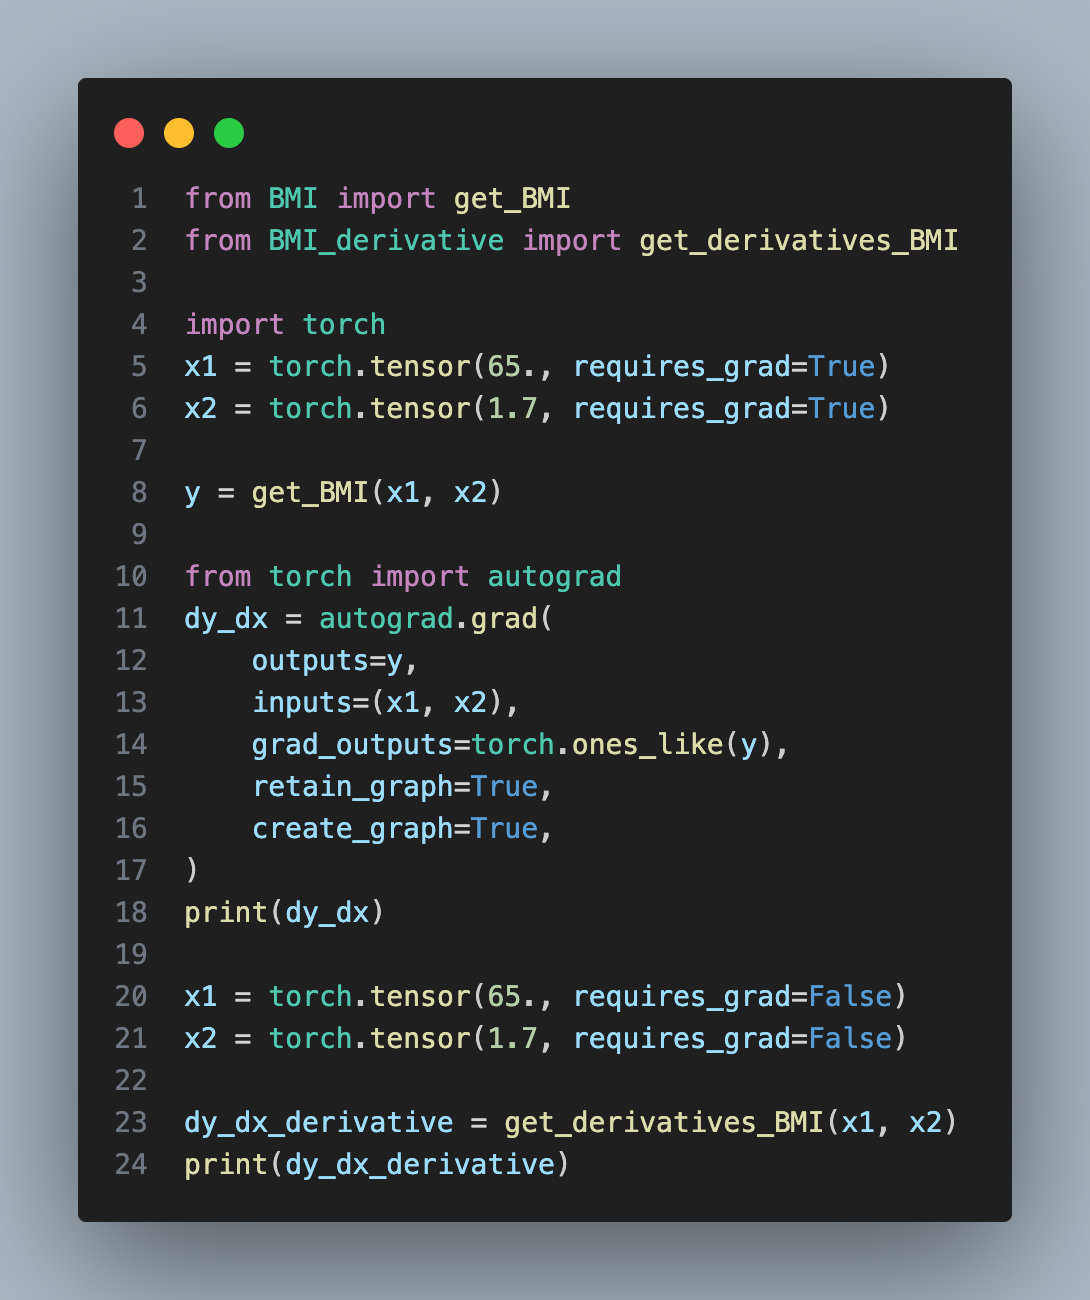 1 from BMI import get_BMI
2 from BMI_derivative import get_derivatives_BMI
3
4 import torch
5 x1 = torch.tensor(65., requires_grad=True)
6 x2 = torch.tensor(1.7, requires_grad=True)
7
8 y = get_BMI(x1, x2)
9
10 from torch import autograd
11 dy_dx = autograd.grad(
12     outputs=y,
13     inputs=(x1, x2),
14     grad_outputs=torch.ones_like(y),
15     retain_graph=True,
16     create_graph=True,
17 )
18 print(dy_dx)
19
20 x1 = torch.tensor(65., requires_grad=False)
21 x2 = torch.tensor(1.7, requires_grad=False)
22
23 dy_dx_derivative = get_derivatives_BMI(x1, x2)
24 print(dy_dx_derivative)